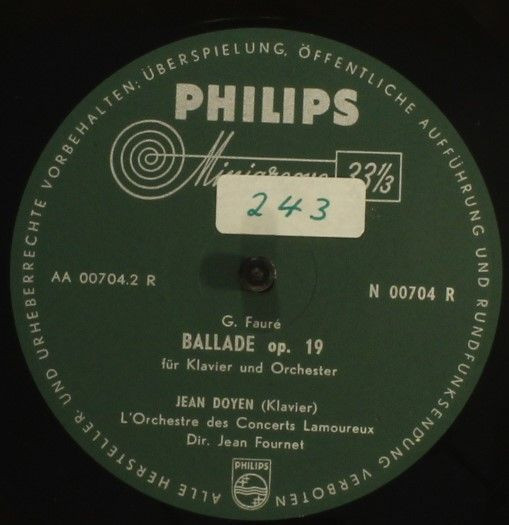 ALLE HERSTELLER- UND URHEBERRECHTE VORBEHALTEN; ÜBERSPIELUNG, ÖFFENTLICHE AUFFÜHRUNG UND RUNDFUNKSENDUNG VERBOTEN
PHILIPS
Minigroove 33⅓
243
AA 00704.2 R
N 00704 R
G. Fauré
BALLADE op. 19
für Klavier und Orchester
JEAN DOYEN (Klavier)
L'Orchestre des Concerts Lamoureux
Dir. Jean Fournet
PHILIPS